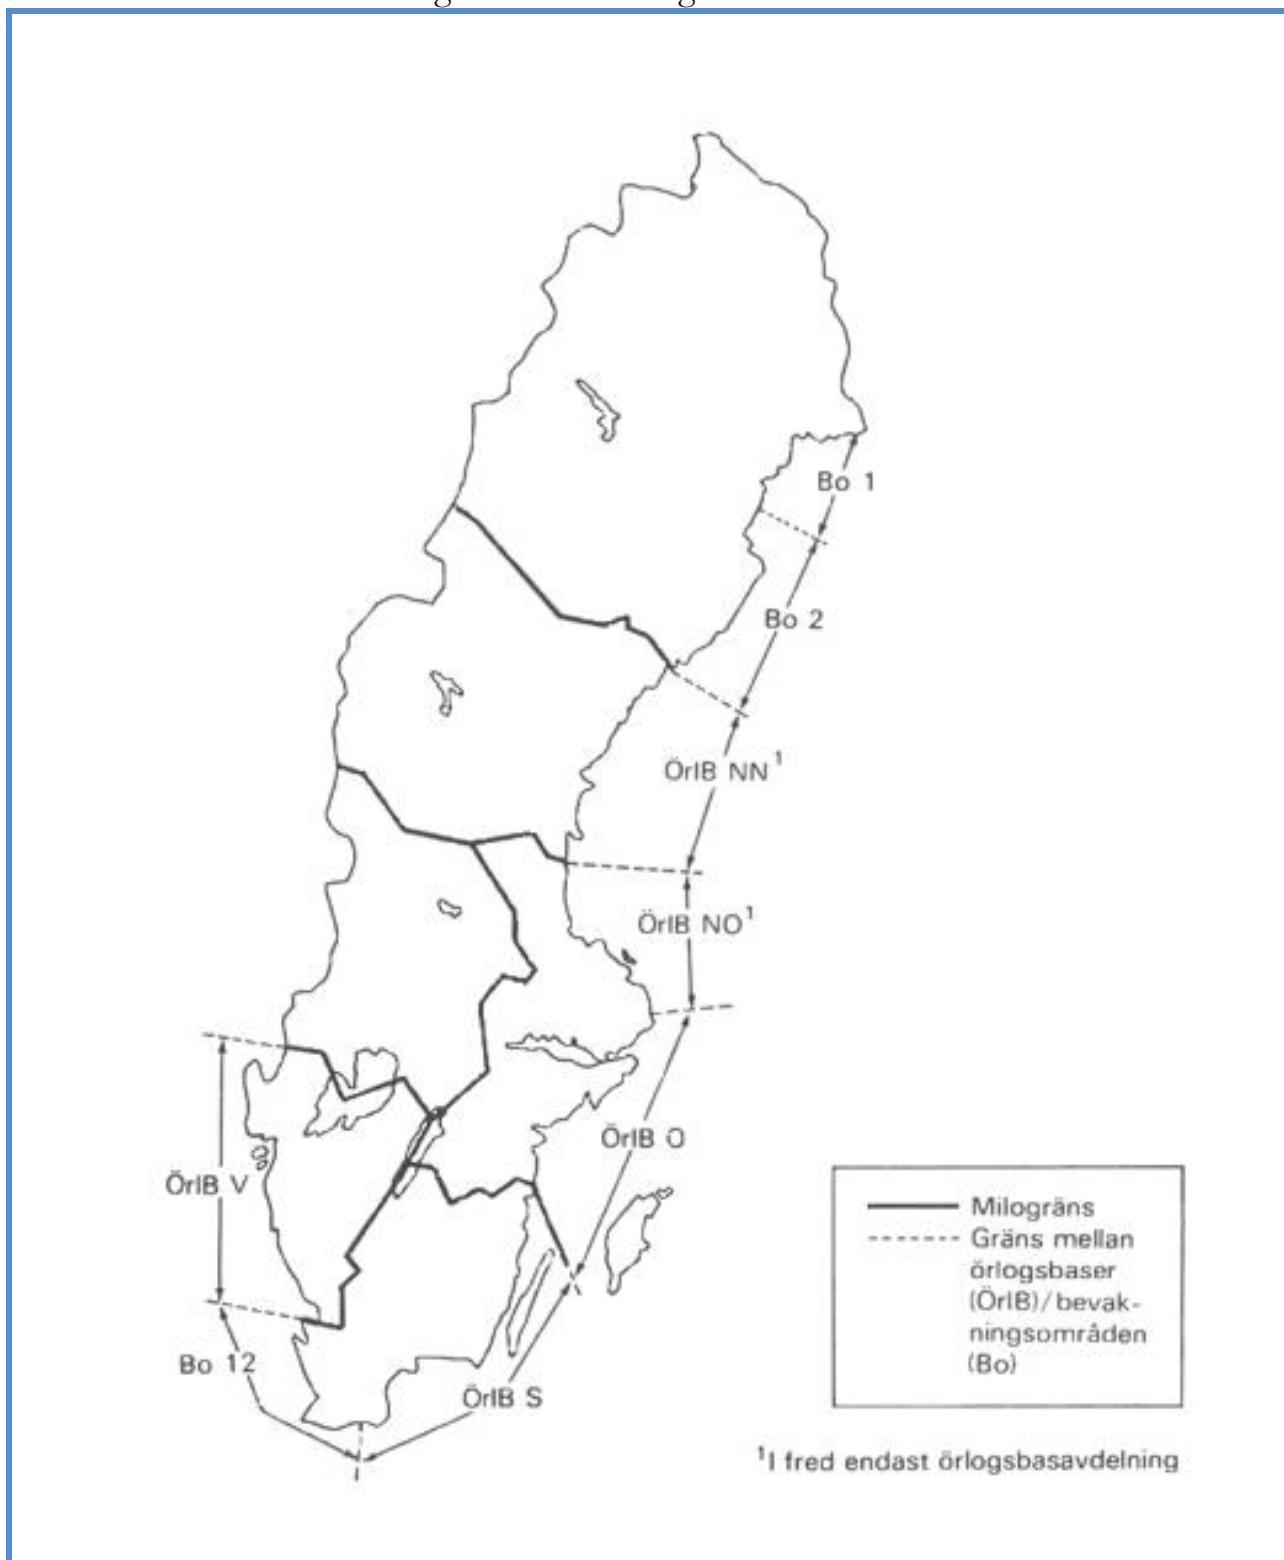 Bo 1
Bo 2
ÖrlB NN¹
ÖrlB NO¹
ÖrlB O
ÖrlB V
Bo 12
ÖrlB S
Milogräns
Gräns mellan
örlogsbaser
(ÖrlB)/bevak-
ningsområden
(Bo)
¹I fred endast örlogsbasavdelning